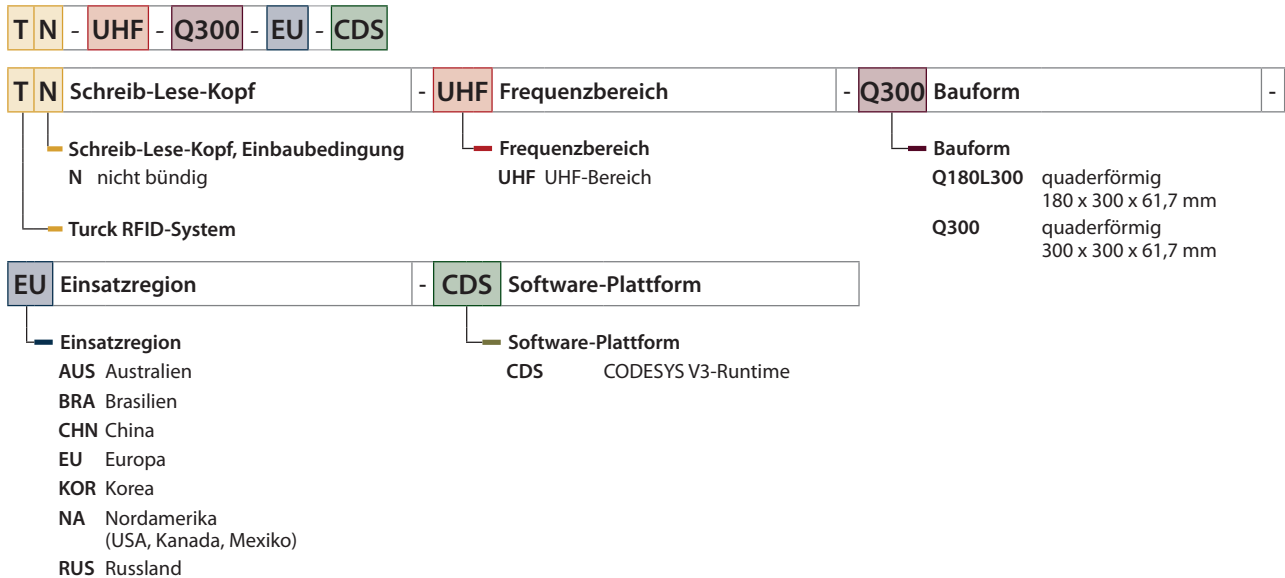 T N - UHF - Q300 - EU - CDS
T N Schreib-Lese-Kopf - UHF Frequenzbereich - Q300 Bauform -
Schreib-Lese-Kopf, Einbaubedingung
N nicht bündig
Turck RFID-System
Frequenzbereich
UHF UHF-Bereich
Bauform
Q180L300 quaderförmig
180 x 300 x 61,7 mm
Q300 quaderförmig
300 x 300 x 61,7 mm
EU Einsatzregion - CDS Software-Plattform
Einsatzregion
AUS Australien
BRA Brasilien
CHN China
EU Europa
KOR Korea
NA Nordamerika
(USA, Kanada, Mexiko)
RUS Russland
Software-Plattform
CDS CODESYS V3-Runtime